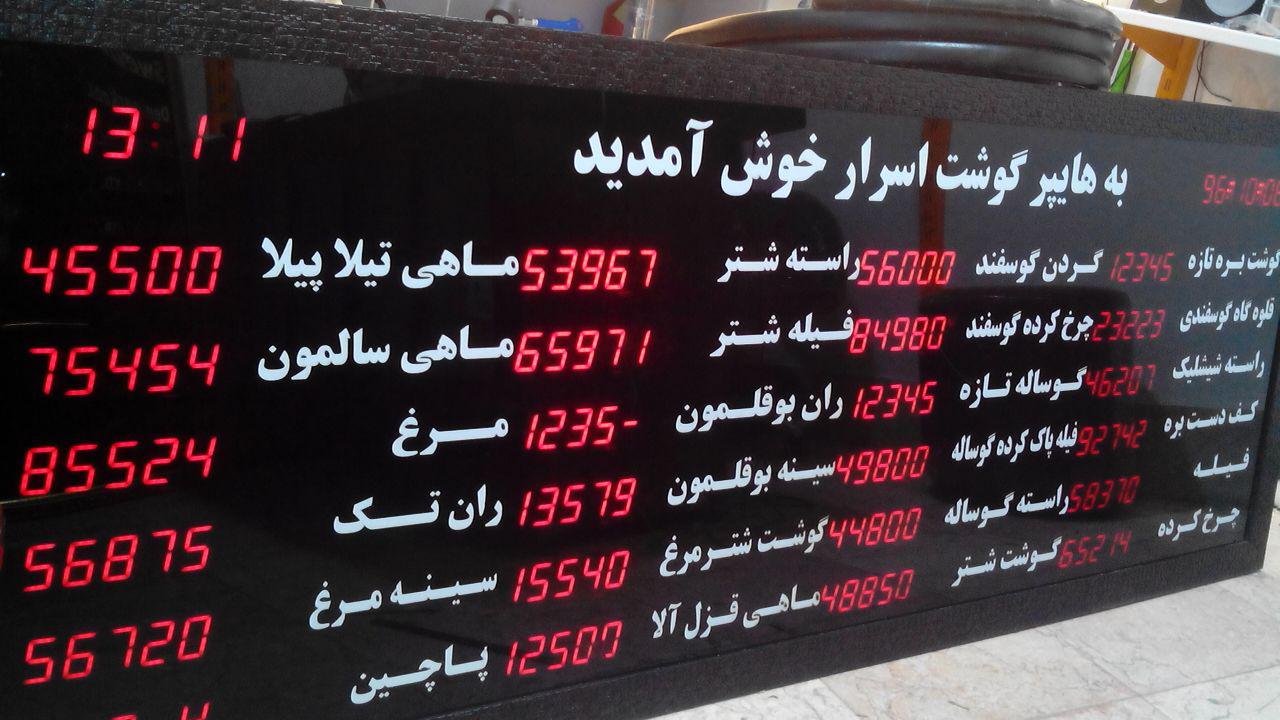 13:11
به هایپر گوشت اسرار خوش آمدید
96:10:06
گوشت بره تازه 12345 گردن گوسفند 56000 راسته شتر 53967 ماهی تیلا پیلا 45500
قلوه گاه گوسفندی 23223 چرخ کرده گوسفند 84980 فیله شتر 65971 ماهی سالمون 75454
راسته شیشلیک 46207 گوساله تازه 12345 ران بوقلمون 1235- مرغ 85524
کف دست بره 92742 فیله پاک کرده گوساله 49800 سینه بوقلمون 13579 ران تک 56875
فیله 58370 راسته گوساله 44800 گوشت شترمرغ 15540 سینه مرغ 56720
چرخ کرده 65214 گوشت شتر 48850 ماهی قزل آلا 12507 پاچین